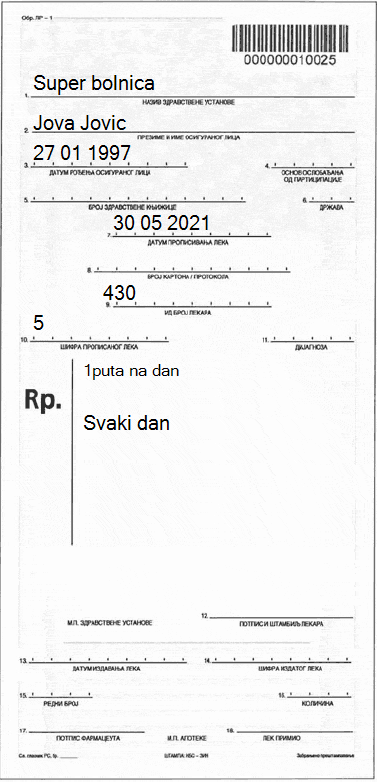 Обр. ЛР – 1
000000010025
Super bolnica
1.
НАЗИВ ЗДРАВСТВЕНЕ УСТАНОВЕ
Jova Jovic
2.
ПРЕЗИМЕ И ИМЕ ОСИГУРАНОГ ЛИЦА
27 01 1997
3. 4.
ДАТУМ РОЂЕЊА ОСИГУРАНОГ ЛИЦА ОСНОВ ОСЛОБАЂАЊА
ОД ПАРТИЦИПАЦИЈЕ
5. 6.
БРОЈ ЗДРАВСТВЕНЕ КЊИЖИЦЕ ДРЖАВА
30 05 2021
7.
ДАТУМ ПРОПИСИВАЊА ЛЕКА
8.
БРОЈ КАРТОНА / ПРОТОКОЛА
430
9.
ИД БРОЈ ЛЕКАРА
5
10. 11.
ШИФРА ПРОПИСАНОГ ЛЕКА ДИЈАГНОЗА
1puta na dan
Rp.
Svaki dan
12.
М.П. ЗДРАВСТВЕНЕ УСТАНОВЕ ПОТПИС И ШТАМБИЉ ЛЕКАРА
13. 14.
ДАТУМ ИЗДАВАЊА ЛЕКА ШИФРА ИЗДАТОГ ЛЕКА
15. 16.
РЕДНИ БРОЈ КОЛИЧИНА
17. 18.
ПОТПИС ФАРМАЦЕУТА М.П. АПОТЕКЕ ЛЕК ПРИМИО
Сл. гласник РС, бр. ______ ШТАМПА: НБС – ЗИН Забрањено прештампавање